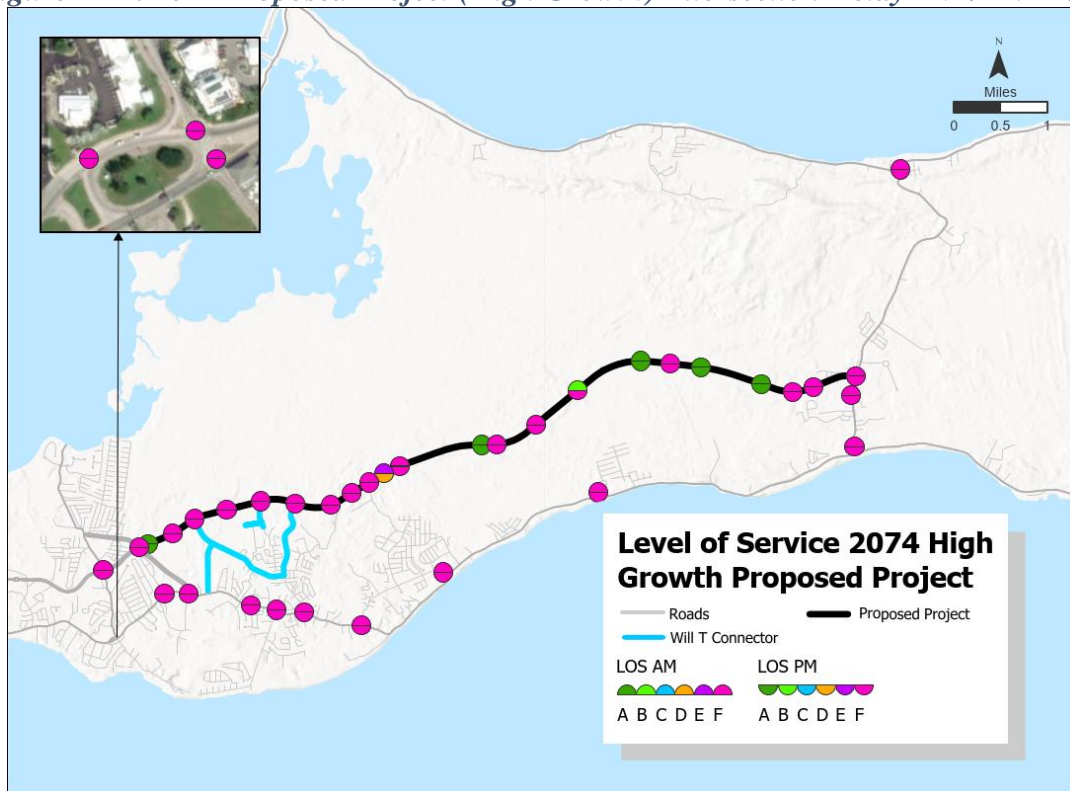 N
Miles
0 0.5 1
Level of Service 2074 High
Growth Proposed Project
Roads Proposed Project
Will T Connector
LOS AM LOS PM
A B C D E F A B C D E F